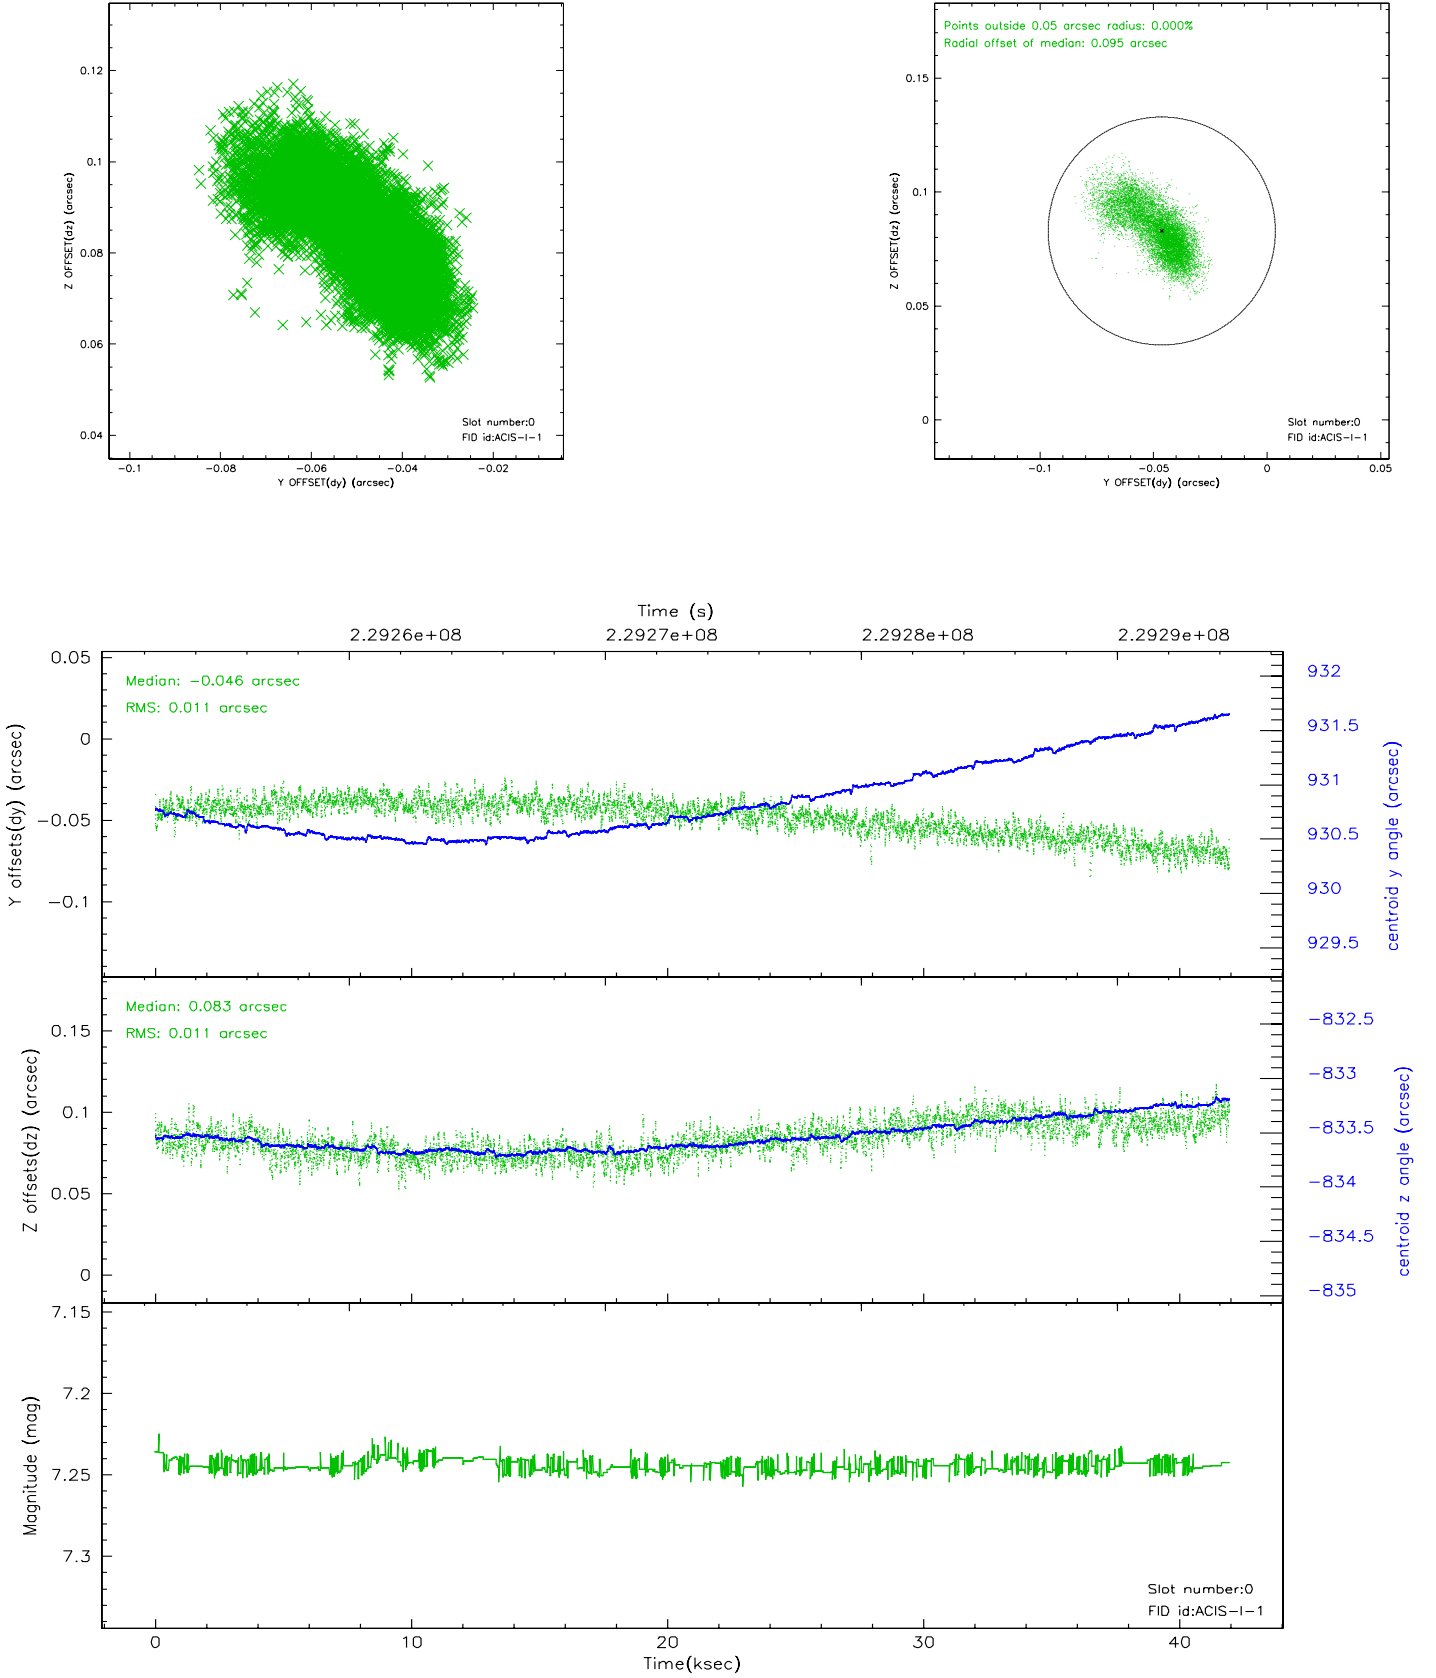 0.12
0.1
0.08
0.06
0.04
Z OFFSET(dz) (arcsec)
-0.1 -0.08 -0.06 -0.04 -0.02
Y OFFSET(dy) (arcsec)
Slot number:0
FID id:ACIS-I-1
Points outside 0.05 arcsec radius: 0.000%
Radial offset of median: 0.095 arcsec
0.15
0.1
0.05
0
Z OFFSET(dz) (arcsec)
-0.1 -0.05 0 0.05
Y OFFSET(dy) (arcsec)
Slot number:0
FID id:ACIS-I-1
Time (s)
2.2926e+08 2.2927e+08 2.2928e+08 2.2929e+08
0.05
0
-0.05
-0.1
Y offsets(dy) (arcsec)
Median: -0.046 arcsec
RMS: 0.011 arcsec
932
931.5
931
930.5
930
929.5
centroid y angle (arcsec)
0.15
0.1
0.05
0
Z offsets(dz) (arcsec)
Median: 0.083 arcsec
RMS: 0.011 arcsec
-832.5
-833
-833.5
-834
-834.5
-835
centroid z angle (arcsec)
7.15
7.2
7.25
7.3
Magnitude (mag)
Slot number:0
FID id:ACIS-I-1
0 10 20 30 40
Time(ksec)